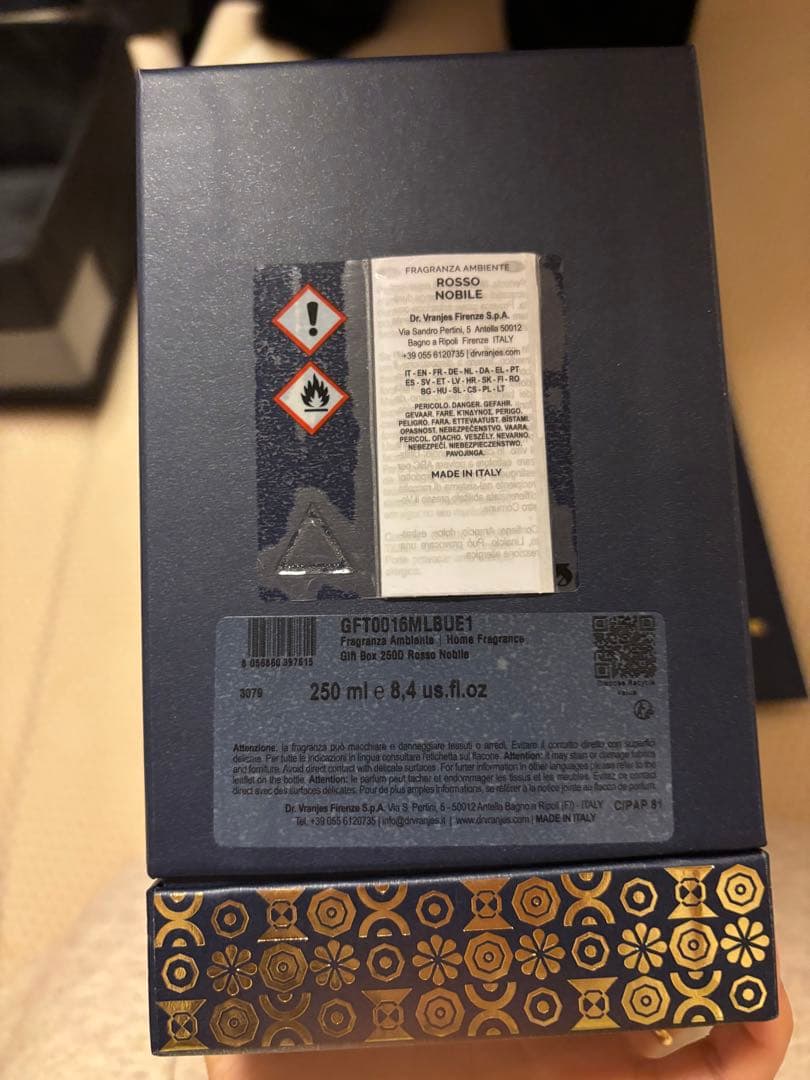 FRAGRANZA AMBIENTE
ROSSO
NOBILE
Dr. Vranjes Firenze S.p.A.
Via Sandro Pertini, 5 Antella 50012
Bagno a Ripoli Firenze ITALY
+39 055 6120735 | drvranjes.com
IT - EN - FR - DE - NL - DA - EL - PT
ES - SV - ET - LV - HR - SK - FI - RO
BG - HU - SL - CS - PL - LT
PERICOLO. DANGER. GEFAHR.
GEVAAR. FARE. ΚΊΝΔΥΝΟΣ. PERIGO.
PELIGRO. FARA. ETTEVAATUST. BĪSTAMI.
OPASNOST. NEBEZPEČENSTVO. VAARA.
PERICOL. ОПАСНО. VESZÉLY. NEVARNO.
NEBEZPEČÍ. NIEBEZPIECZEŃSTWO.
PAVOJINGA.
MADE IN ITALY
GFT0016MLBUE1
Fragranza Ambiente | Home Fragrance
Gift Box 250D Rosso Nobile
8 056860 397615
3079
250 ml e 8,4 us.fl.oz
Attenzione: la fragranza può macchiare e danneggiare tessuti o arredi. Evitare il contatto diretto con superfici
delicate. Per tutte le indicazioni in lingua consultare l'etichetta sul flacone. Attention: it may stain or damage fabrics
and forniture. Avoid direct contact with delicate surfaces. For further information in other languages please refer to the
leaflet on the bottle. Attention: le parfum peut tacher et endommager les tissus et les meubles. Evitez ce contact
direct avec des surfaces délicates. Pour de plus amples informations, se référer à la notice jointe au flacon de parfum.
Dr. Vranjes Firenze S.p.A. Via S. Pertini, 5 - 50012 Antella Bagno a Ripoli (FI) - ITALY C/PAP 81
Tel. +39 055 6120735 | info@drvranjes.it | www.drvranjes.com | MADE IN ITALY